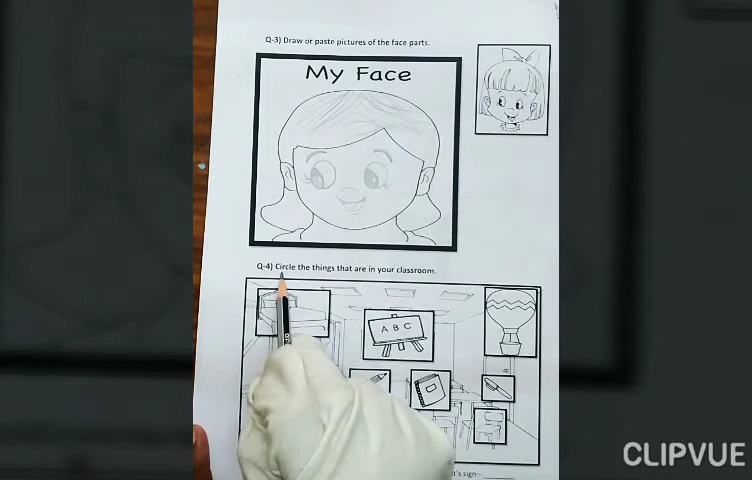 Q-3) Draw or paste pictures of the face parts.
My Face
Q-4) Circle the things that are in your classroom.
A B C
t's sign:-
CLIPVUE